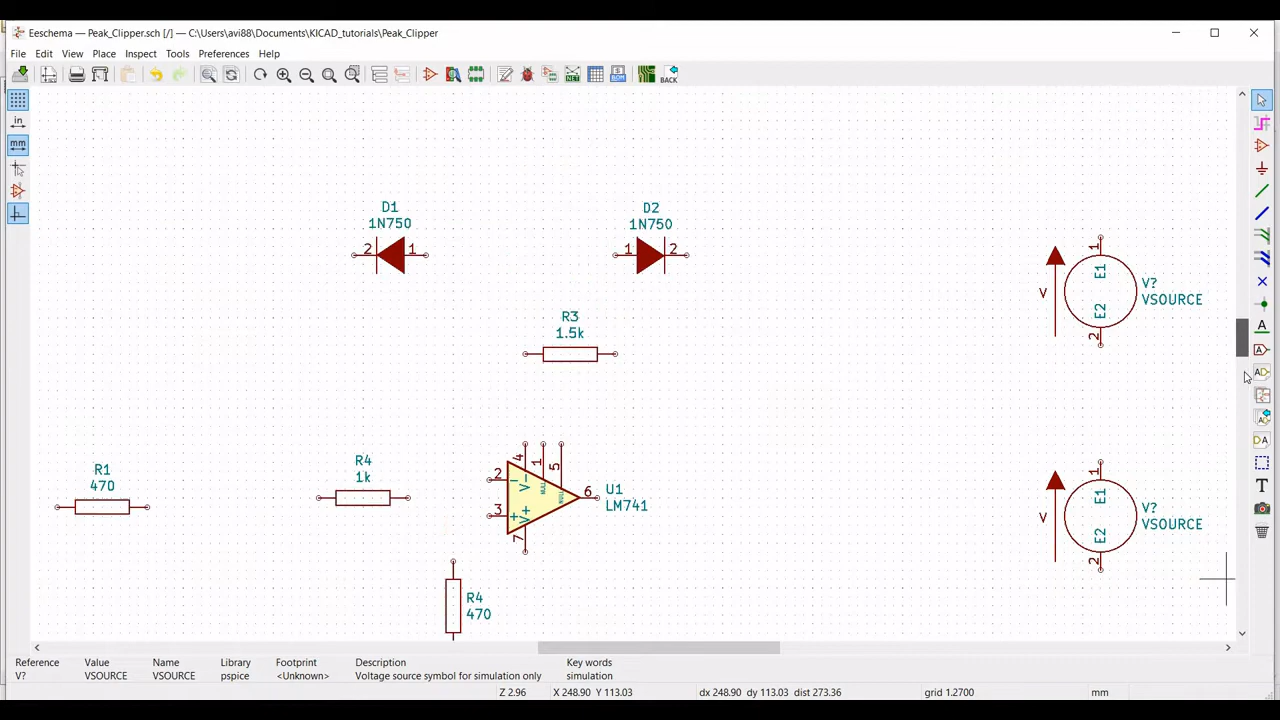 Eeschema — Peak_Clipper.sch [/] — C:\Users\avi88\Documents\KICAD_tutorials\Peak_Clipper
File Edit View Place Inspect Tools Preferences Help
BACK
in
mm
D1
1N750
2 1
D2
1N750
1 2
R3
1.5k
1
E1
V
E2
2
V?
VSOURCE
R1
470
R4
1k
4 1 5
2
3
6
7
V-
V+
NULL
NULL
U1
LM741
1
E1
V
E2
2
V?
VSOURCE
R4
470
Reference Value Name Library Footprint Description Key words
V? VSOURCE VSOURCE pspice <Unknown> Voltage source symbol for simulation only simulation
Z 2.96 X 248.90 Y 113.03 dx 248.90 dy 113.03 dist 273.36 grid 1.2700 mm